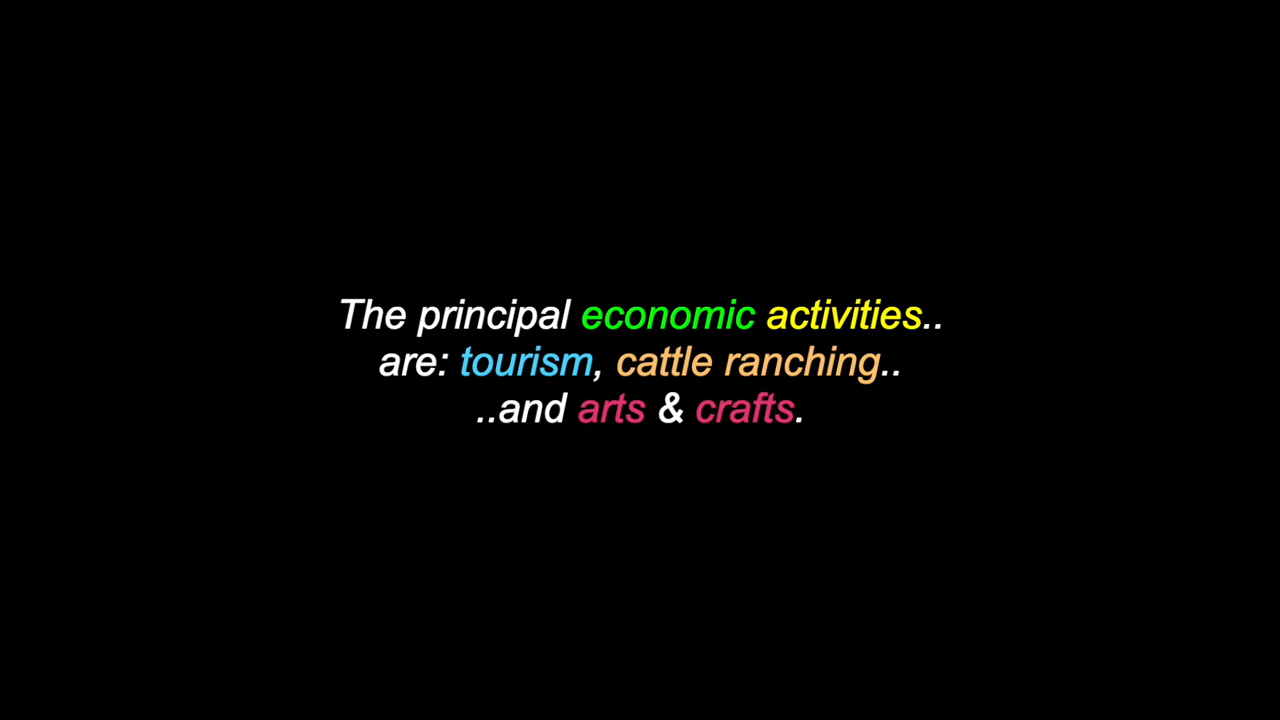 The principal economic activities..
are: tourism, cattle ranching..
..and arts & crafts.